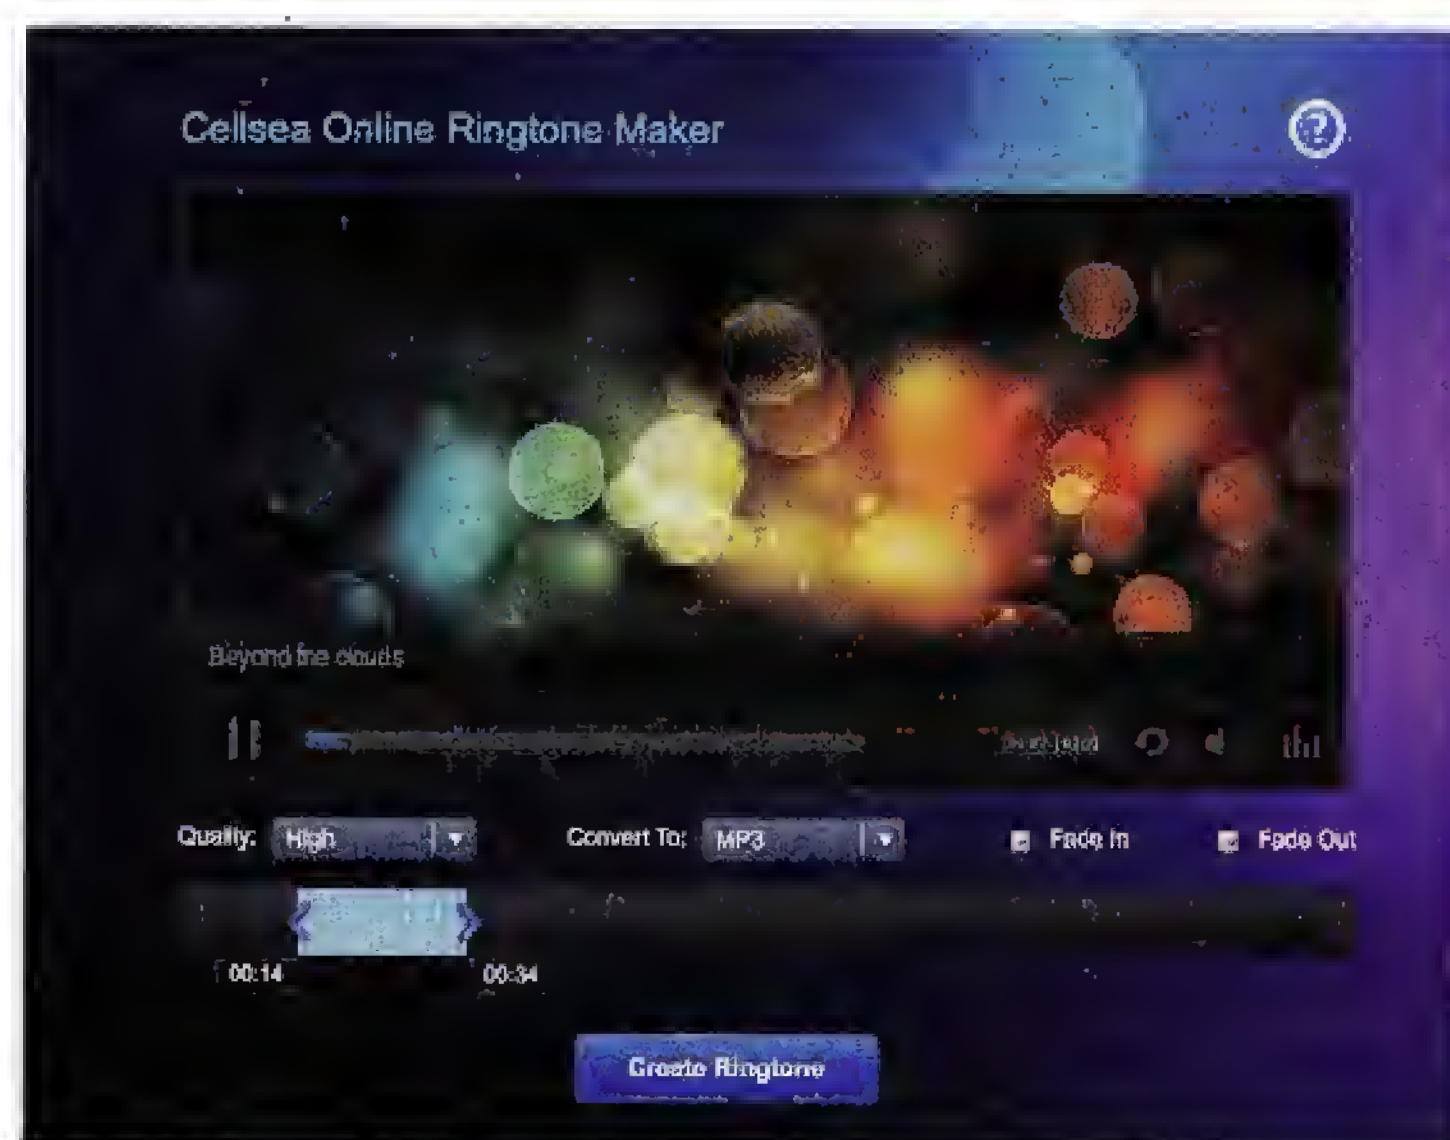 Cellsea Online Ringtone Maker
Beyond the clouds
Quality: High Convert To: MP3 Fade In Fade Out
00:14 00:34
Create Ringtone